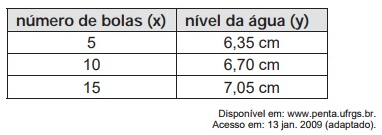 número de bolas (x) nível da água (y)
5 6,35 cm
10 6,70 cm
15 7,05 cm
Disponível em: www.penta.ufrgs.br.
Acesso em: 13 jan. 2009 (adaptado).